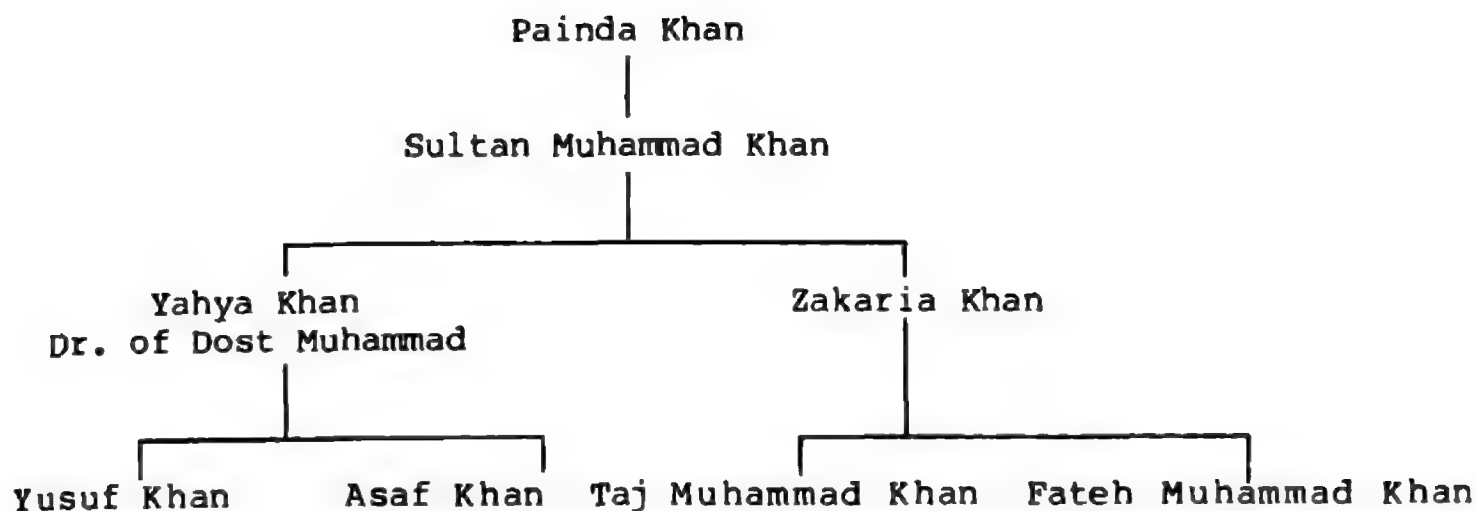 Painda Khan
Sultan Muhammad Khan
Yahya Khan Zakaria Khan
Dr. of Dost Muhammad
Yusuf Khan Asaf Khan Taj Muhammad Khan Fateh Muhammad Khan